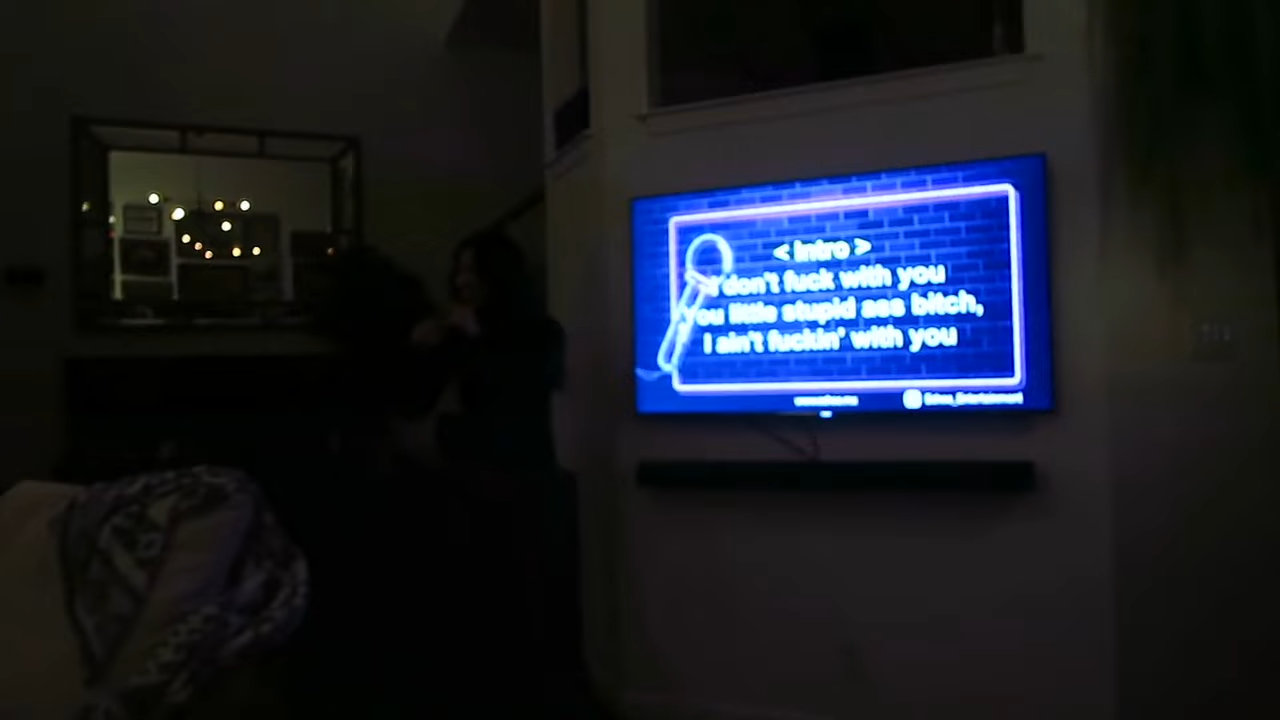 < Intro >
I don't fuck with you
You little stupid ass bitch,
I ain't fuckin' with you